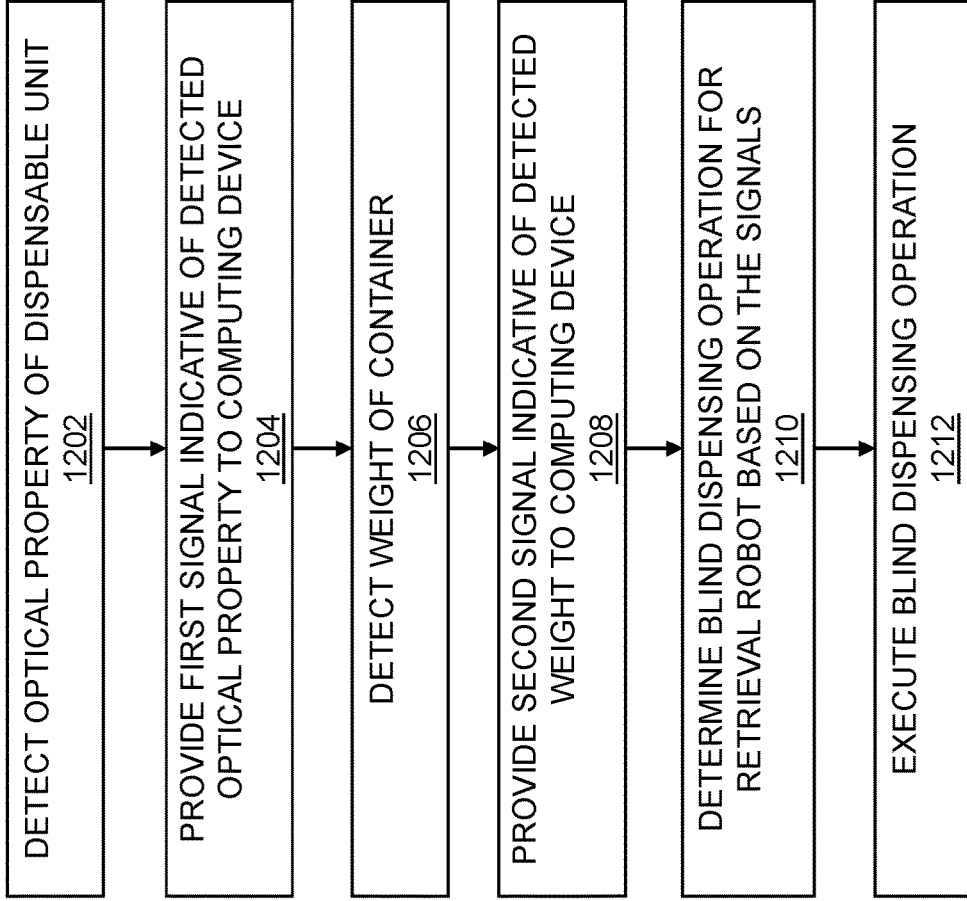 DETECT OPTICAL PROPERTY OF DISPENSABLE UNIT
1202
PROVIDE FIRST SIGNAL INDICATIVE OF DETECTED
OPTICAL PROPERTY TO COMPUTING DEVICE
1204
DETECT WEIGHT OF CONTAINER
1206
PROVIDE SECOND SIGNAL INDICATIVE OF DETECTED
WEIGHT TO COMPUTING DEVICE
1208
DETERMINE BLIND DISPENSING OPERATION FOR
RETRIEVAL ROBOT BASED ON THE SIGNALS
1210
EXECUTE BLIND DISPENSING OPERATION
1212